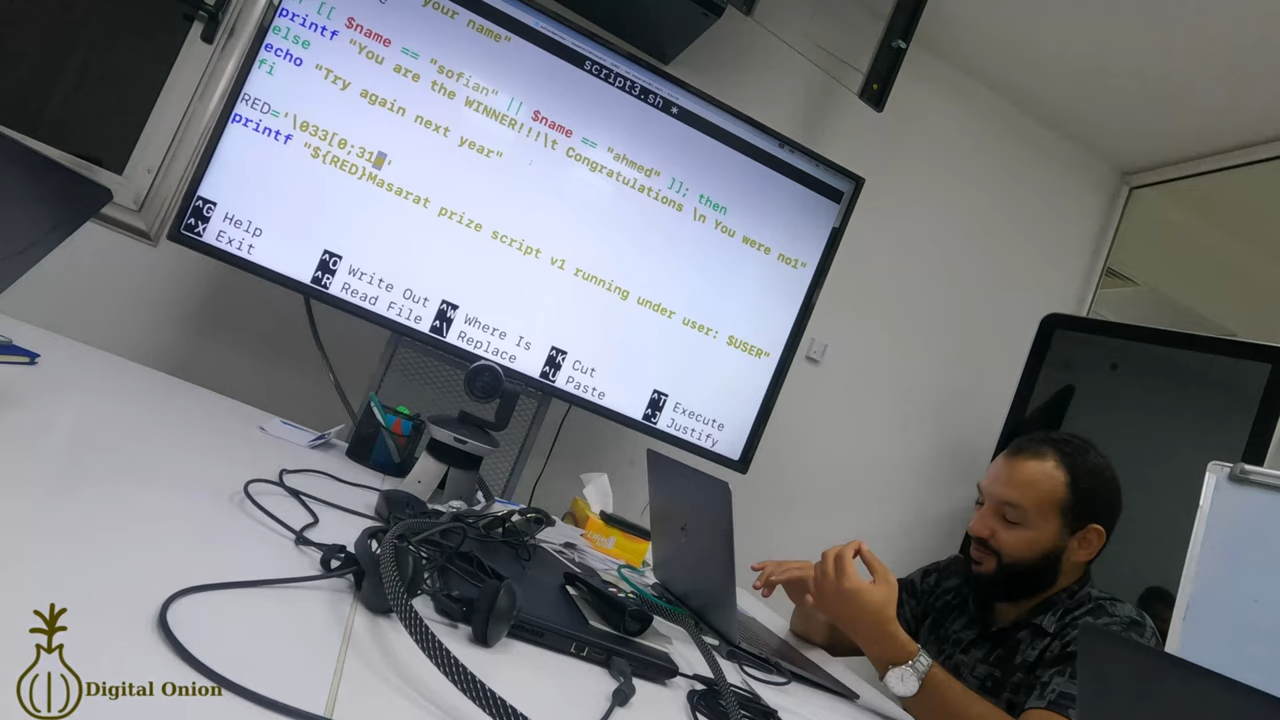 your name"
[[ $name == "sofian" || $name == "ahmed" ]]; then
printf "You are the WINNER!!!\t Congratulations \n You were no1"
else
echo "Try again next year"
fi
RED='\033[0;31 '
printf "${RED}Masarat prize script v1 running under user: $USER"
script3.sh *
^G Help ^O Write Out ^W Where Is ^K Cut ^T Execute
^X Exit ^R Read File ^\ Replace ^U Paste ^J Justify
Digital Onion